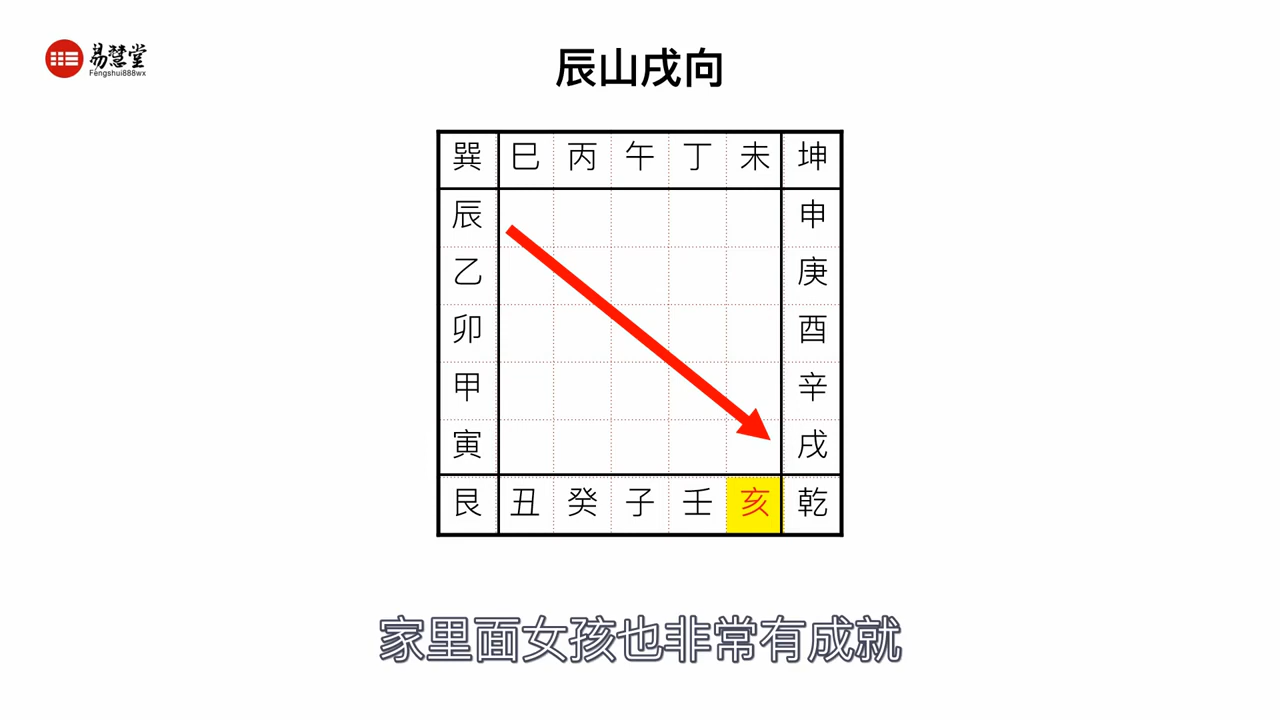 易慧堂
Fengshui888wx
辰山戌向
巽 巳 丙 午 丁 未 坤
辰 申
乙 庚
卯 酉
甲 辛
寅 戌
艮 丑 癸 子 壬 亥 乾
家里面女孩也非常有成就